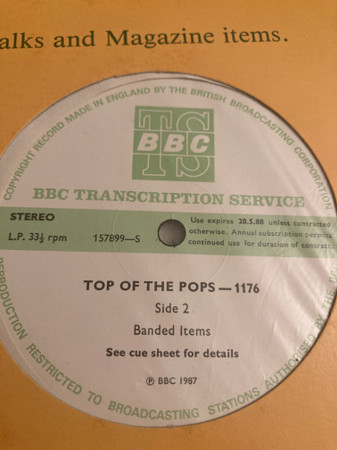 alks and Magazine items.
COPYRIGHT RECORD MADE IN ENGLAND BY THE BRITISH BROADCASTING CORPORATION
TS
BBC
BBC TRANSCRIPTION SERVICE
STEREO
L.P. 33⅓ rpm 157899—S
Use expires 20.5.88 unless contracted
otherwise. Annual subscription permits
continued use for duration of contract.
TOP OF THE POPS — 1176
Side 2
Banded Items
See cue sheet for details
℗ BBC 1987
REPRODUCTION RESTRICTED TO BROADCASTING STATIONS AUTHORISED BY THE